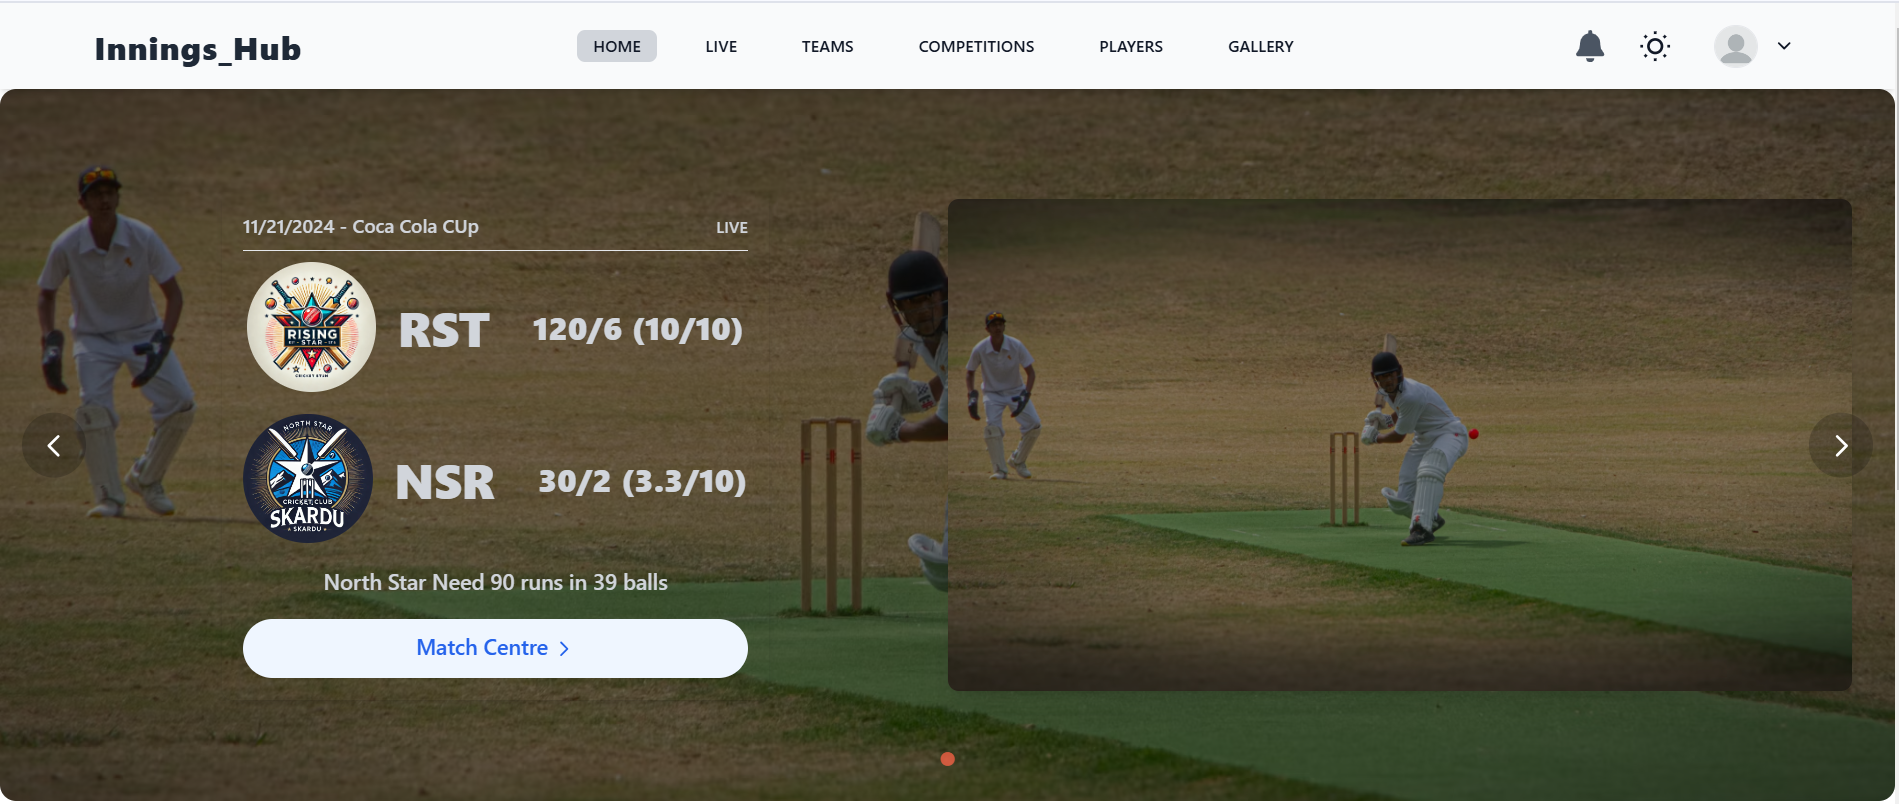 Innings_Hub
HOME LIVE TEAMS COMPETITIONS PLAYERS GALLERY
11/21/2024 - Coca Cola CUp LIVE
RISING
STAR
RST 120/6 (10/10)
NORTH STAR
CRICKET CLUB
SKARDU
SKARDU
NSR 30/2 (3.3/10)
North Star Need 90 runs in 39 balls
Match Centre